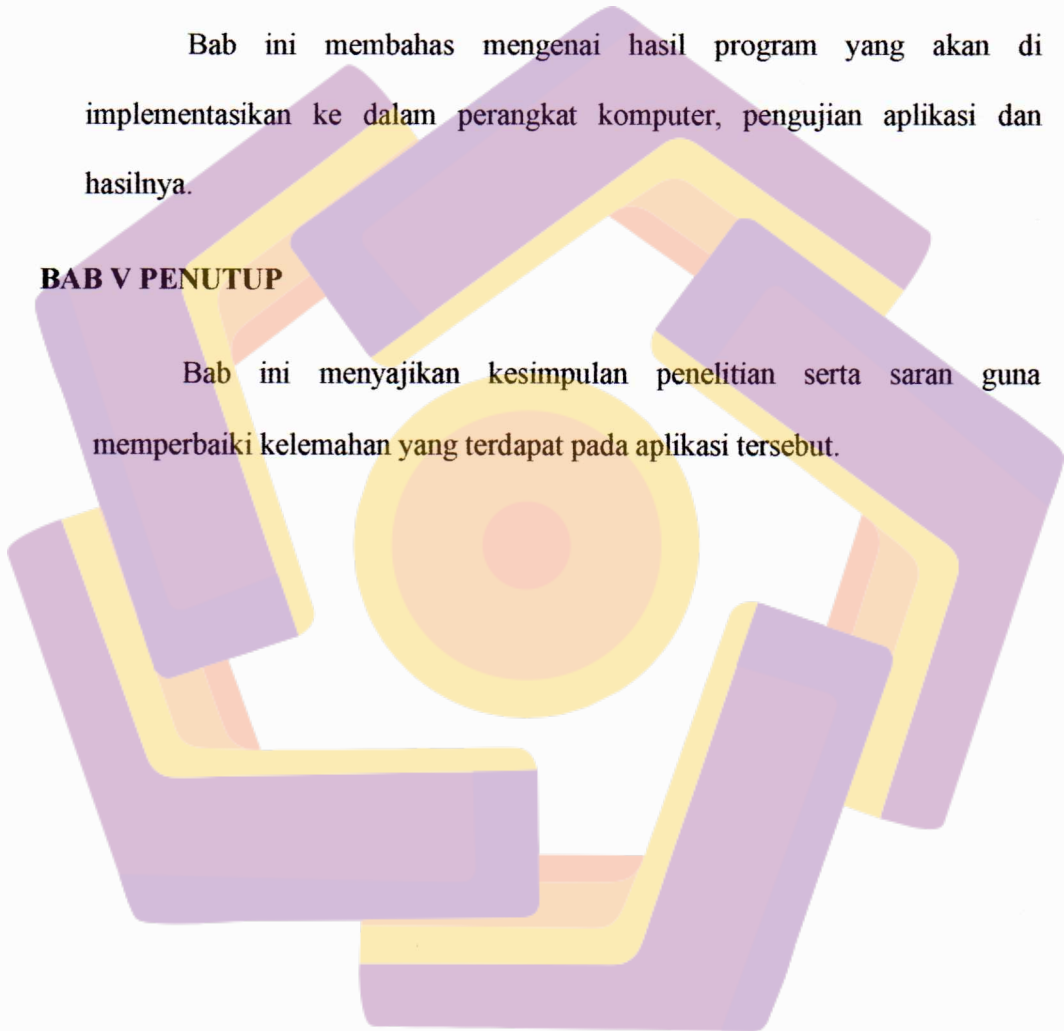 Bab ini membahas mengenai hasil program yang akan di
implementasikan ke dalam perangkat komputer, pengujian aplikasi dan
hasilnya.
BAB V PENUTUP
Bab ini menyajikan kesimpulan penelitian serta saran guna
memperbaiki kelemahan yang terdapat pada aplikasi tersebut.